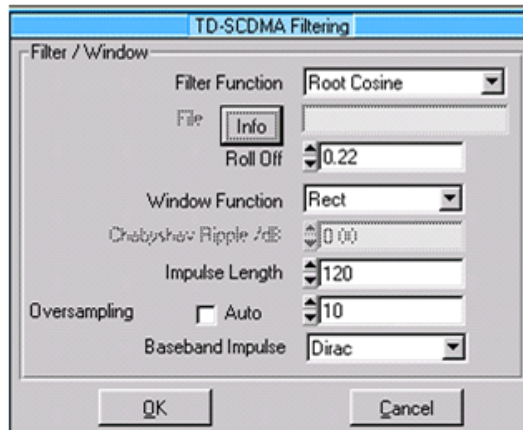 TD-SCDMA Filtering
Filter / Window
Filter Function Root Cosine
File Info
Roll Off 0.22
Window Function Rect
Chebyshev Ripple /dB 0.00
Impulse Length 120
Oversampling Auto 10
Baseband Impulse Dirac
OK Cancel